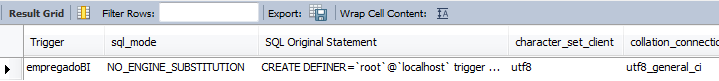 Result Grid Filter Rows: Export: Wrap Cell Content:
Trigger sql_mode SQL Original Statement character_set_client collation_connectio
empregadoBI NO_ENGINE_SUBSTITUTION CREATE DEFINER=`root`@`localhost` trigger ... utf8 utf8_general_ci